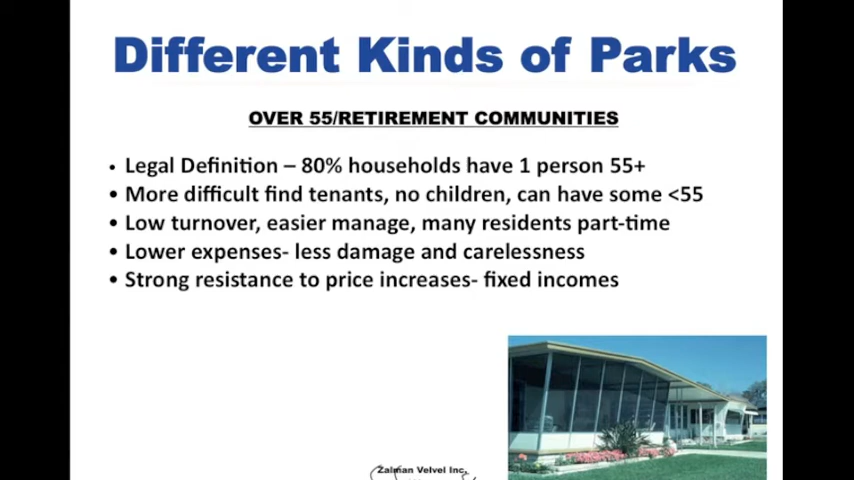 Different Kinds of Parks
OVER 55/RETIREMENT COMMUNITIES
• Legal Definition – 80% households have 1 person 55+
• More difficult find tenants, no children, can have some <55
• Low turnover, easier manage, many residents part-time
• Lower expenses- less damage and carelessness
• Strong resistance to price increases- fixed incomes
Zalman Velvel Inc.